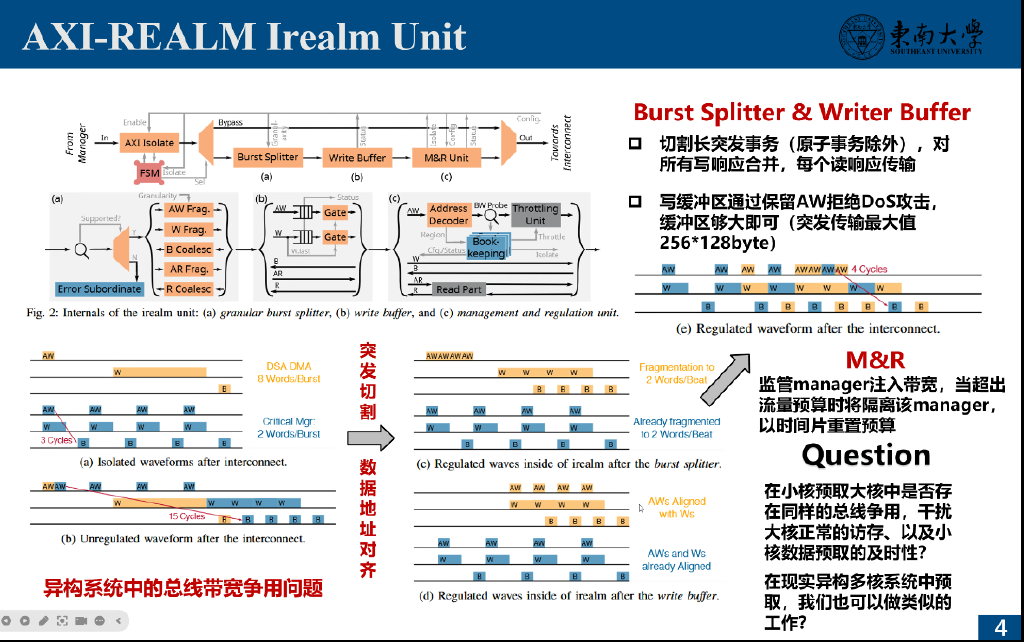 AXI-REALM Irealm Unit
東南大學
SOUTHEAST UNIVERSITY
From
Manager
In
Enable
AXI Isolate
FSM
Isolate
Sel
Bypass
Granul-
arity
Status
Isolate
Config.
Status
Config.
Burst Splitter
Write Buffer
M&R Unit
(a)
(b)
(c)
Out
Towards
Interconnect
(a)
Granularity
Supported?
Y
N
AW Frag.
W Frag.
B Coalesc
AR Frag.
R Coalesc
Error Subordinate
(b)
Status
AW
Gate
W
Gate
W.last
B
AR
R
(c)
AW
Address
Decoder
BW Probe
Throttling
Unit
Region
Book-
keeping
Throttle
Cfg./Status
Isolate
W
B
AR
R
Read Part
Fig. 2: Internals of the irealm unit: (a) granular burst splitter, (b) write buffer, and (c) management and regulation unit.
Burst Splitter & Writer Buffer
切割长突发事务（原子事务除外），对
所有写响应合并，每个读响应传输
写缓冲区通过保留AW拒绝DoS攻击，
缓冲区够大即可（突发传输最大值
256*128byte）
AW AW AW AW AWAWAWAW 4 Cycles
W W W W W W W
B B B B B B B B
(e) Regulated waveform after the interconnect.
AW
W
B
DSA DMA
8 Words/Burst
AW AW AW AW
W W W W
3 Cycles
B B B B
Critical Mgr:
2 Words/Burst
(a) Isolated waveforms after interconnect.
AWAW AW AW AW
W W W W W
15 Cycles
B B B B B
(b) Unregulated waveform after the interconnect.
异构系统中的总线带宽争用问题
突
发
切
割
数
据
地
址
对
齐
AWAWAWAW
W W W W
B B B B
Fragmentation to
2 Words/Beat
AW AW AW AW
W W W W
B B B B
Already fragmented
to 2 Words/Beat
(c) Regulated waves inside of irealm after the burst splitter.
AW AW AW AW
W W W W
B B B B
AWs Aligned
with Ws
AW AW AW AW
W W W W
B B B B
AWs and Ws
already Aligned
(d) Regulated waves inside of irealm after the write buffer.
M&R
监管manager注入带宽，当超出
流量预算时将隔离该manager，
以时间片重置预算
Question
在小核预取大核中是否存
在同样的总线争用，干扰
大核正常的访存、以及小
核数据预取的及时性？
在现实异构多核系统中预
取，我们也可以做类似的
工作？
4